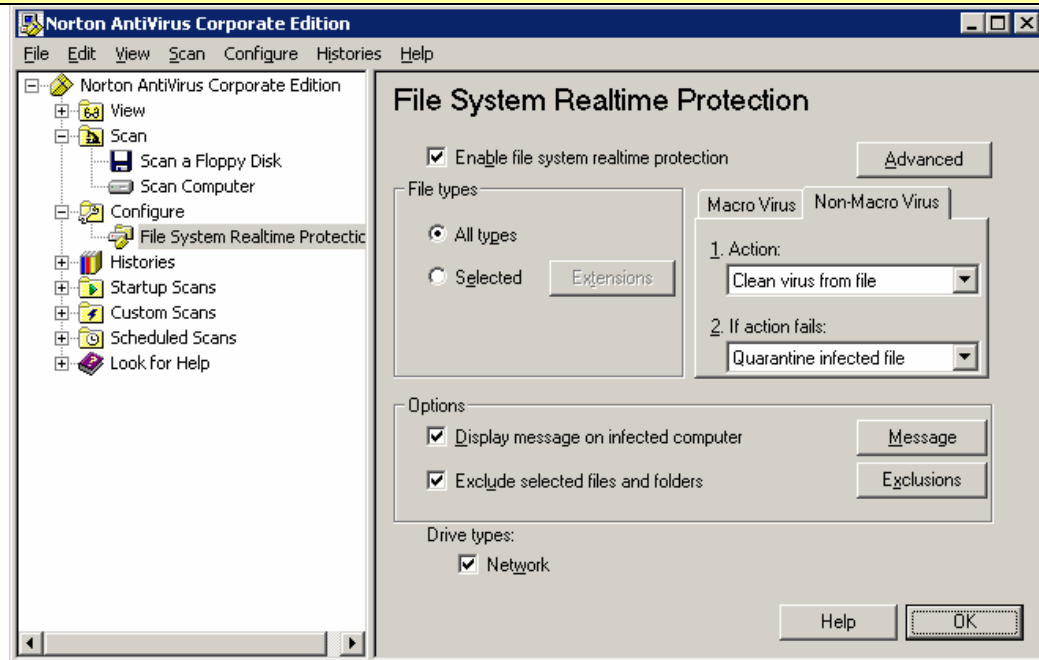 Norton AntiVirus Corporate Edition
File Edit View Scan Configure Histories Help
Norton AntiVirus Corporate Edition
View
Scan
Scan a Floppy Disk
Scan Computer
Configure
File System Realtime Protectic
Histories
Startup Scans
Custom Scans
Scheduled Scans
Look for Help
File System Realtime Protection
Enable file system realtime protection
Advanced
File types
All types
Selected
Extensions
Macro Virus
Non-Macro Virus
1. Action:
Clean virus from file
2. If action fails:
Quarantine infected file
Options
Display message on infected computer
Message
Exclude selected files and folders
Exclusions
Drive types:
Network
Help
OK